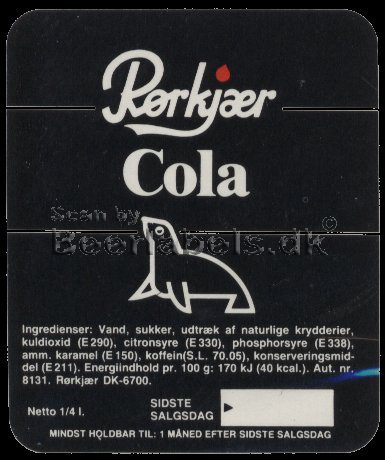 Rørkjær
Cola
Scan by
Beerlabels.dk ©
Ingredienser: Vand, sukker, udtræk af naturlige krydderier,
kuldioxid (E290), citronsyre (E330), phosphorsyre (E338),
amm. karamel (E150), koffein(S.L. 70.05), konserveringsmid-
del (E211). Energiindhold pr. 100 g: 170 kJ (40 kcal.). Aut. nr.
8131. Rørkjær DK-6700.
Netto 1/4 l.
SIDSTE
SALGSDAG
MINDST HOLDBAR TIL: 1 MÅNED EFTER SIDSTE SALGSDAG